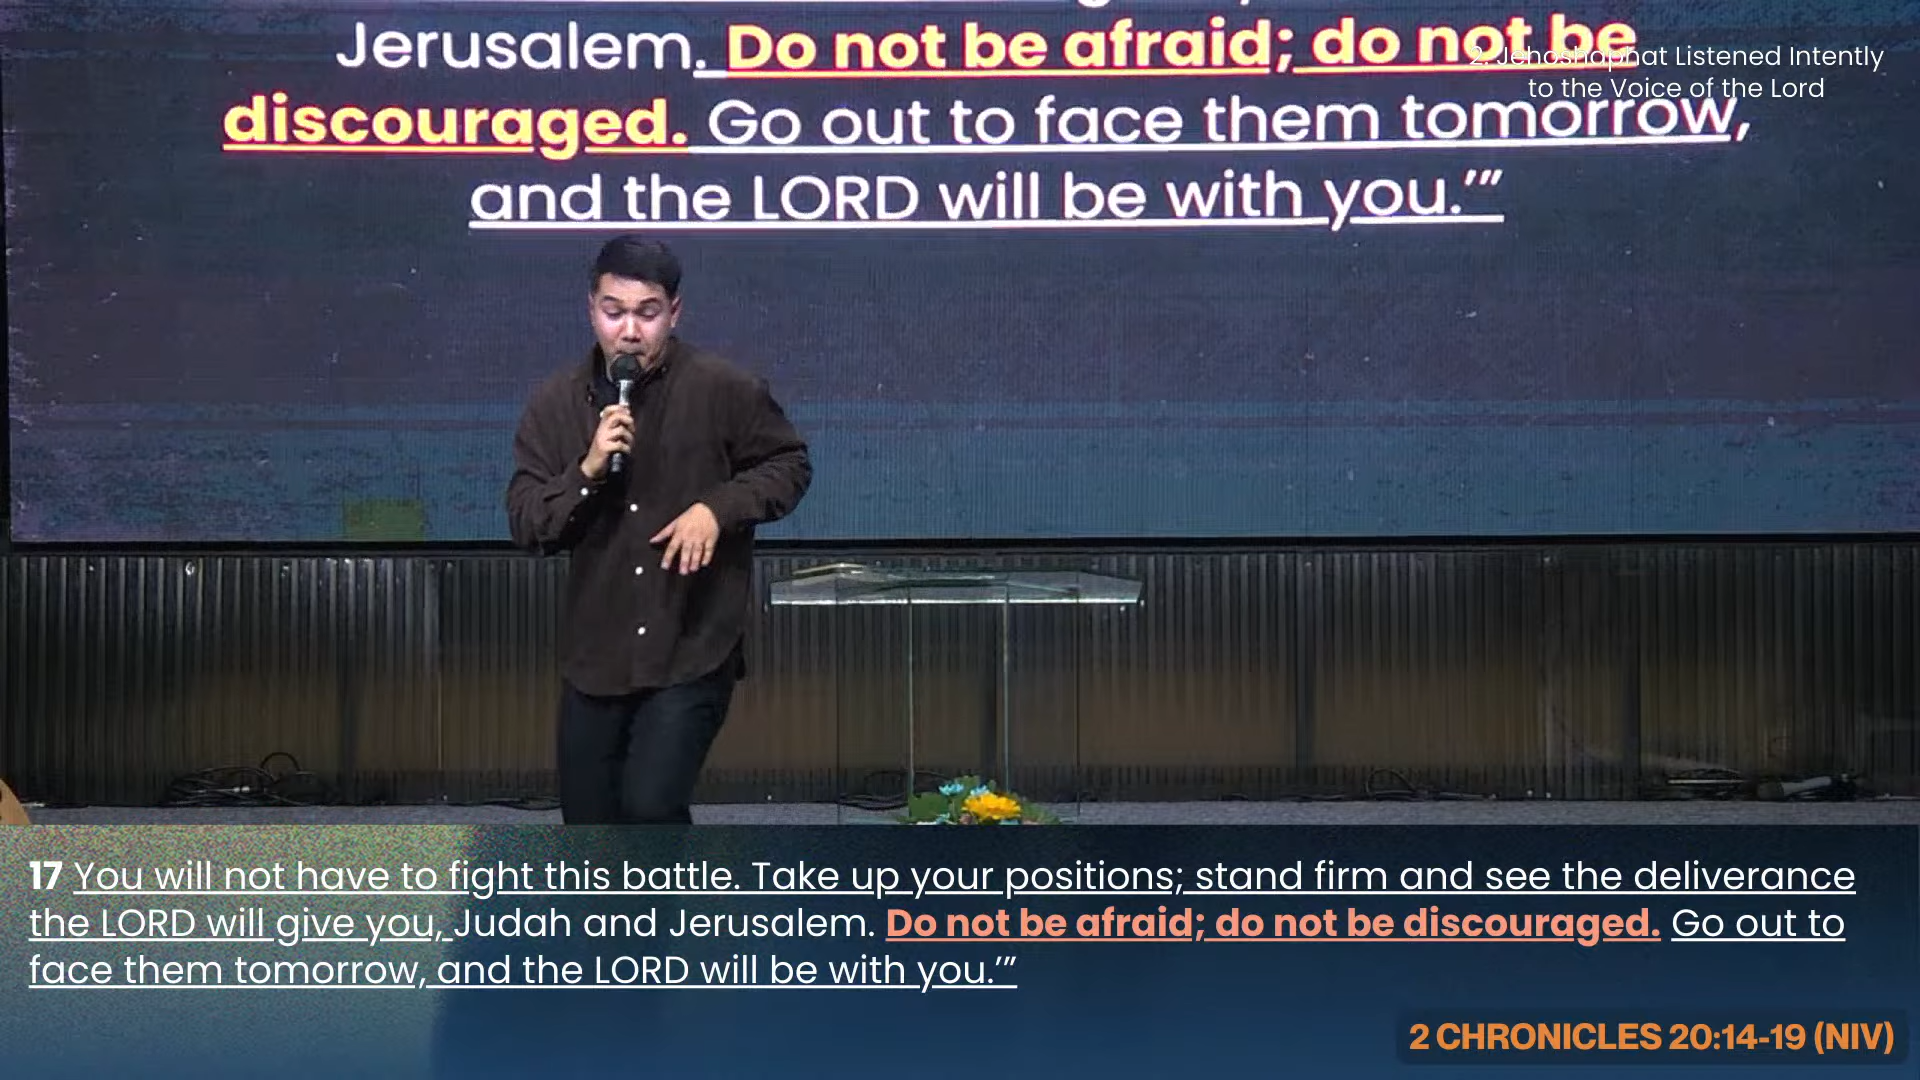 Jerusalem. Do not be afraid; do not be
discouraged. Go out to face them tomorrow,
and the LORD will be with you.’”
2. Jehoshaphat Listened Intently
to the Voice of the Lord
17 You will not have to fight this battle. Take up your positions; stand firm and see the deliverance
the LORD will give you, Judah and Jerusalem. Do not be afraid; do not be discouraged. Go out to
face them tomorrow, and the LORD will be with you.’”
2 CHRONICLES 20:14-19 (NIV)